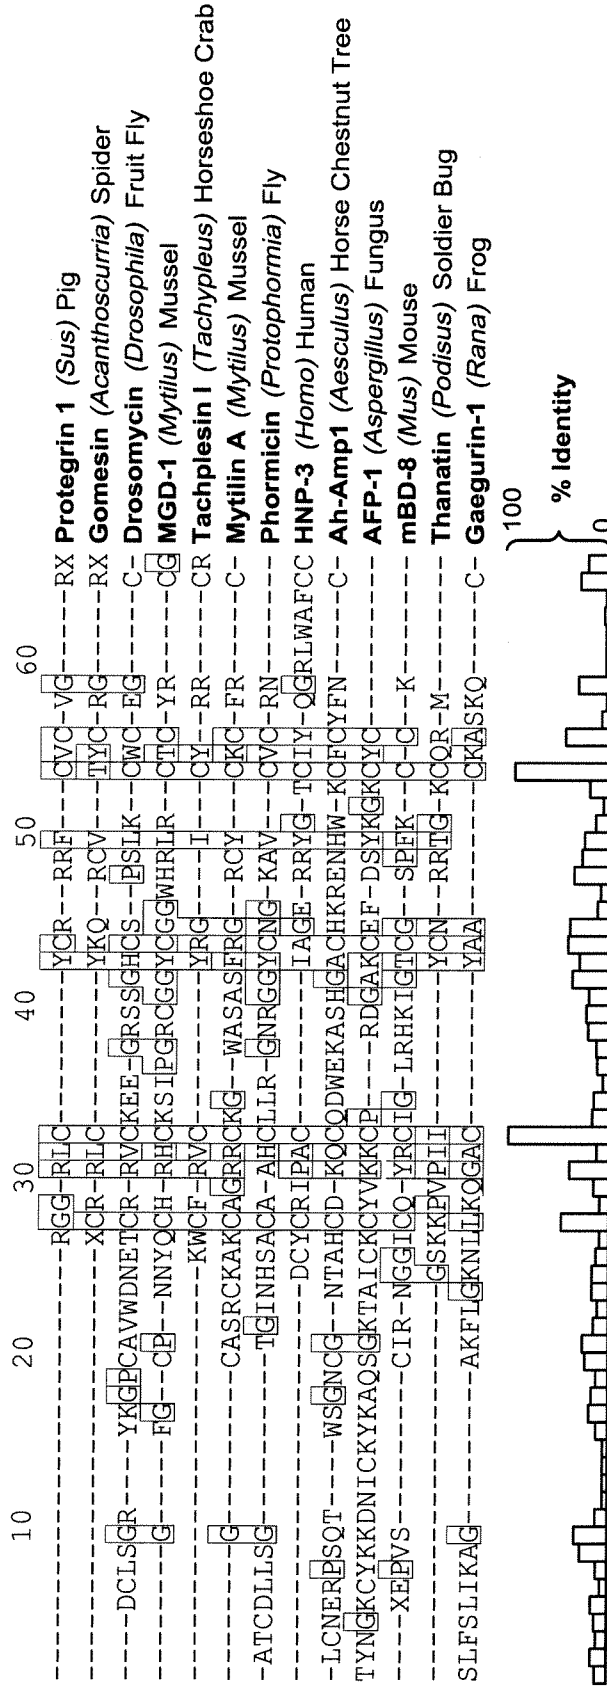 10 20 30 40 50 60
--------------------------RGG-RLC----------YCR--RRF---CVC-VG-----RX Protegrin 1 (Sus) Pig
--------------------------XCR-RLC----------YKQ--RCV---TYC-RG-----RX Gomesin (Acanthoscurria) Spider
----DCLSGR----YKGPCAVWDNETCR-RVCKEE-GRSSGHCS--PSLK--CWC-EG-----C- Drosomycin (Drosophila) Fruit Fly
---------G-----FG--CP--NNYQCH-RHCKSIPGRCGGYCGGWHRLR-CTC-YR-----CG MGD-1 (Mytilus) Mussel
-------------------------KWCF-RVC----------YRG----I---CY--RR-----CR Tachplesin I (Tachypleus) Horseshoe Crab
---------G---------CASRCKAKCAGRRCKG--WASASFRG--RCY---CKC-FR-----C- Mytilin A (Mytilus) Mussel
-ATCDLLSG-----------TGINHSACA-AHCLLR-GNRGGYCNG-KAV---CVC-RN------- Phormicin (Protophormia) Fly
------------------------DCYCRIPAC----------IAGE-RRYG-TCIY-QGRLWAFCC HNP-3 (Homo) Human
-LCNERPSQT----WSGNCG--NTAHCD-KQCQDWEKASHGACHKRENHW-KCFCYFN-----C- Ah-Amp1 (Aesculus) Horse Chestnut Tree
TYNGKCYKKDNICKYKAQSGKTAICKCYVKKCP-----RDGAKCEF-DSYKGKCYC---------- AFP-1 (Aspergillus) Fungus
----XEPVS---------CIR-NGGICQ-YRCIG-LRHKIGTCG--SPFK--C-C---K------ mBD-8 (Mus) Mouse
------------------------GSKKPVPII----------YCN--RRTG-KCQR-M------- Thanatin (Podisus) Soldier Bug
SLFSLIKAG----------AKFLGKNLLKQGAC----------YAA-------CKASKQ-----C- Gaegurin-1 (Rana) Frog
100
% Identity
0